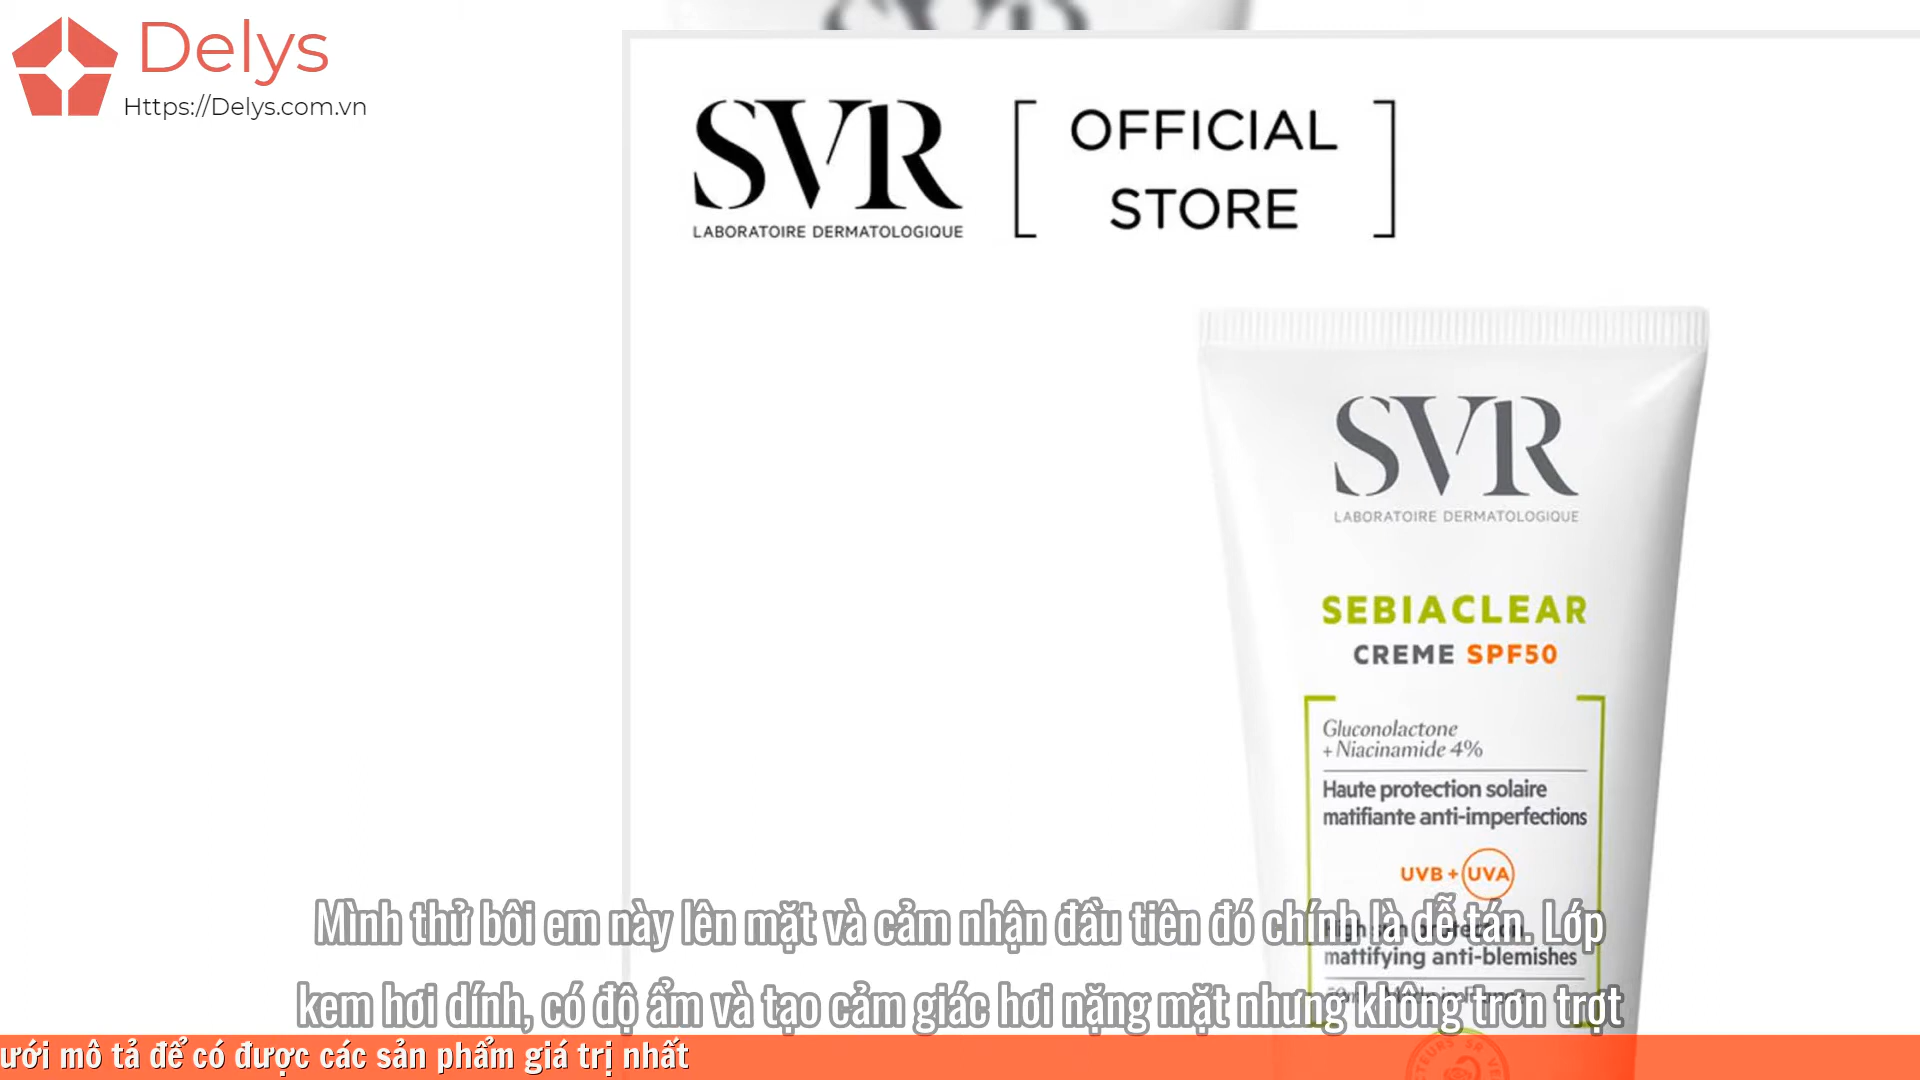 Delys
Https://Delys.com.vn
SVR
LABORATOIRE DERMATOLOGIQUE
OFFICIAL
STORE
SVR
LABORATOIRE DERMATOLOGIQUE
SEBIACLEAR
CREME SPF50
Gluconolactone
+ Niacinamide 4%
Haute protection solaire
matifiante anti-imperfections
UVB + UVA
mattifying anti-blemishes
Mình thử bôi em này lên mặt và cảm nhận đầu tiên đó chính là dễ tán. Lớp
kem hơi dính, có độ ẩm và tạo cảm giác hơi nặng mặt nhưng không trơn trợt
ưới mô tả để có được các sản phẩm giá trị nhất